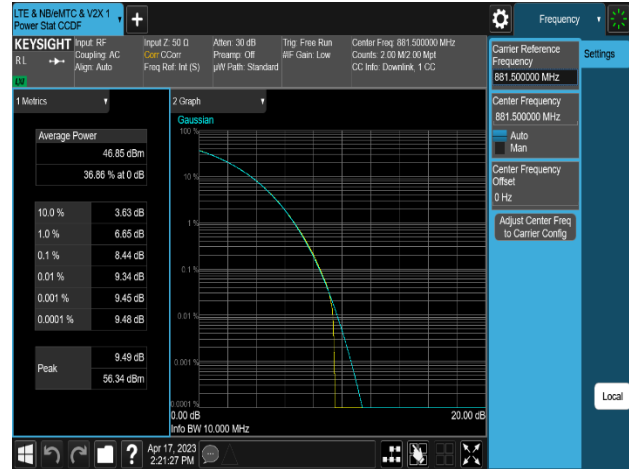 LTE & NB/eMTC & V2X 1
Power Stat CCDF
Frequency
KEYSIGHT
RL
Input: RF
Coupling: AC
Align: Auto
Input Z: 50 Ω
Corr CCorr
Freq Ref: Int (S)
Atten: 30 dB
Preamp: Off
µW Path: Standard
Trig: Free Run
#IF Gain: Low
Center Freq: 881.500000 MHz
Counts: 2.00 M/2.00 Mpt
CC Info: Downlink, 1 CC
1 Metrics
Average Power
46.85 dBm
36.86 % at 0 dB
10.0 % 3.63 dB
1.0 % 6.65 dB
0.1 % 8.44 dB
0.01 % 9.34 dB
0.001 % 9.45 dB
0.0001 % 9.48 dB
Peak
9.49 dB
56.34 dBm
2 Graph
Gaussian
100 %
10 %
1 %
0.1 %
0.01 %
0.001 %
0.0001 %
0.00 dB 20.00 dB
Info BW 10.000 MHz
Carrier Reference
Frequency
881.500000 MHz
Center Frequency
881.500000 MHz
Auto
Man
Center Frequency
Offset
0 Hz
Adjust Center Freq
to Carrier Config
Settings
Local
?
Apr 17, 2023
2:21:27 PM